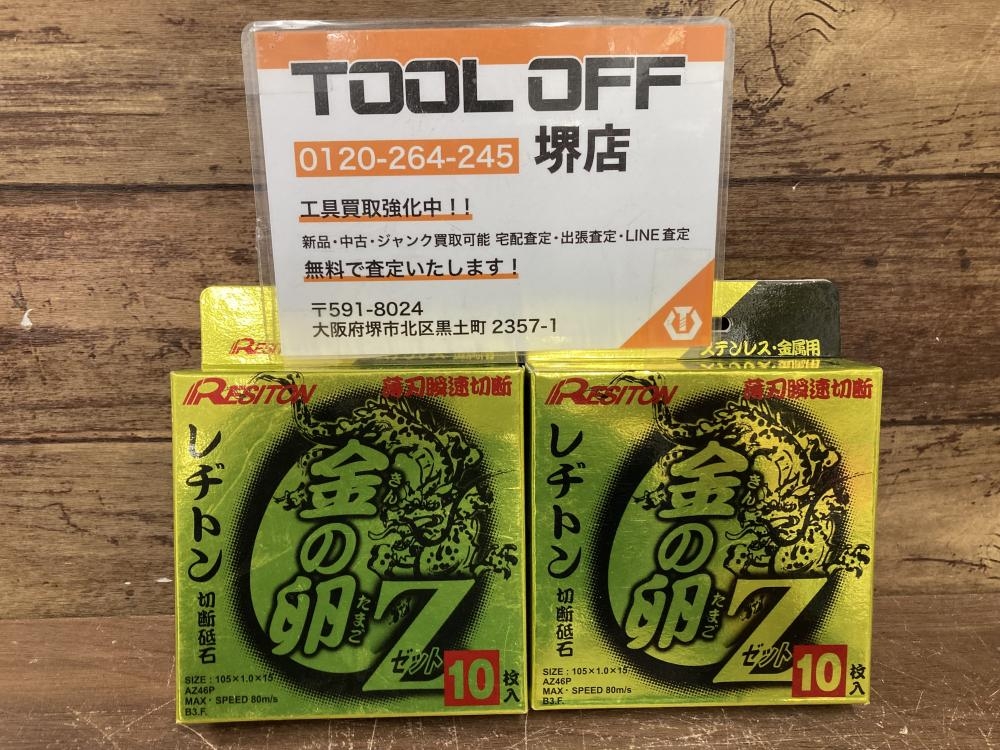 TOOL OFF
0120-264-245 堺店
工具買取強化中！！
新品・中古・ジャンク買取可能 宅配査定・出張査定・LINE査定
無料で査定いたします！
〒591-8024
大阪府堺市北区黒土町 2357-1
ステンレス・金属用
RESITON
薄刃瞬速切断
レヂトン
切断砥石
金の卵
きん
たまご
Z
ゼット
10枚入
SIZE : 105×1.0×15
AZ46P
MAX・SPEED 80m/s
B3.F.
RESITON
薄刃瞬速切断
レヂトン
切断砥石
金の卵
きん
たまご
Z
ゼット
10枚入
SIZE : 105×1.0×15
AZ46P
MAX・SPEED 80m/s
B3.F.